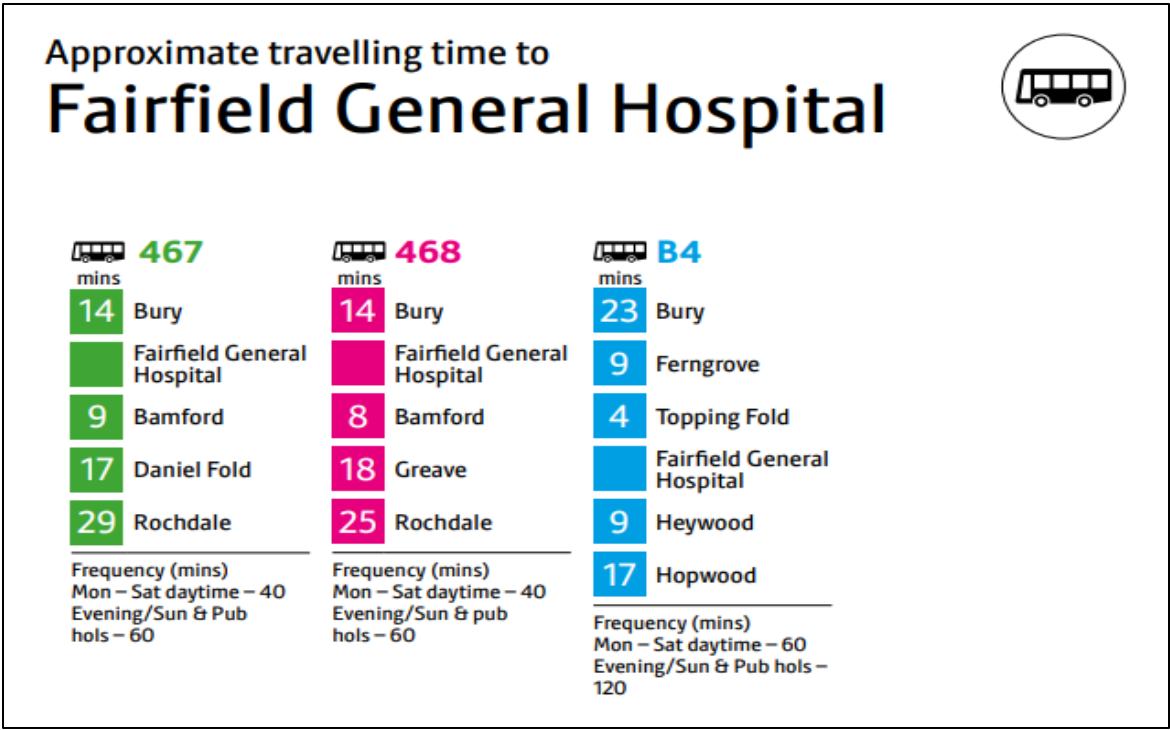 Approximate travelling time to
Fairfield General Hospital
467
mins
14 Bury
Fairfield General
Hospital
9 Bamford
17 Daniel Fold
29 Rochdale
Frequency (mins)
Mon – Sat daytime – 40
Evening/Sun & Pub
hols – 60
468
mins
14 Bury
Fairfield General
Hospital
8 Bamford
18 Greave
25 Rochdale
Frequency (mins)
Mon – Sat daytime – 40
Evening/Sun & pub
hols – 60
B4
mins
23 Bury
9 Ferngrove
4 Topping Fold
Fairfield General
Hospital
9 Heywood
17 Hopwood
Frequency (mins)
Mon – Sat daytime – 60
Evening/Sun & Pub hols –
120